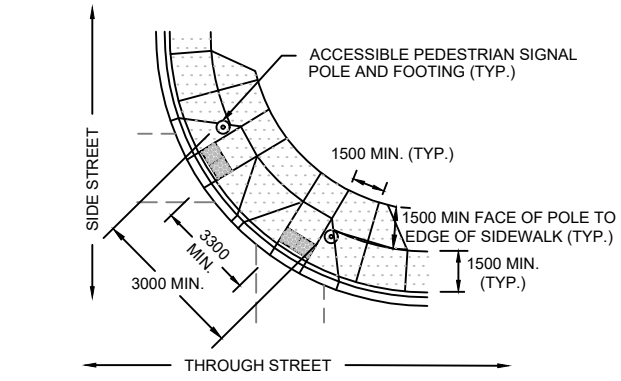 ACCESSIBLE PEDESTRIAN SIGNAL
POLE AND FOOTING (TYP.)
1500 MIN. (TYP.)
SIDE STREET
1500 MIN FACE OF POLE TO
EDGE OF SIDEWALK (TYP.)
3300
MIN.
1500 MIN.
(TYP.)
3000 MIN.
THROUGH STREET